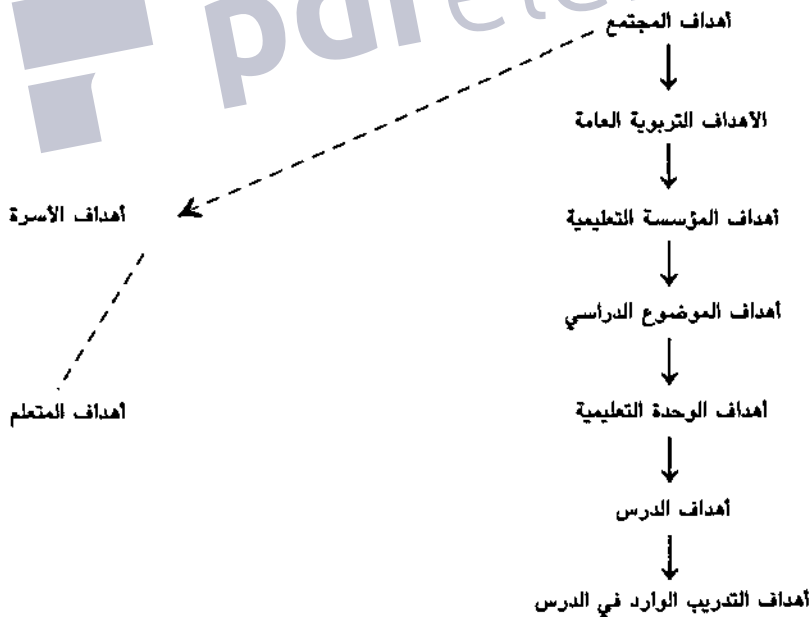 أهداف المجتمع
الأهداف التربوية العامة
أهداف المؤسسة التعليمية
أهداف الأسرة
أهداف الموضوع الدراسي
أهداف الوحدة التعليمية
أهداف المتعلم
أهداف الدرس
أهداف التدريب الوارد في الدرس